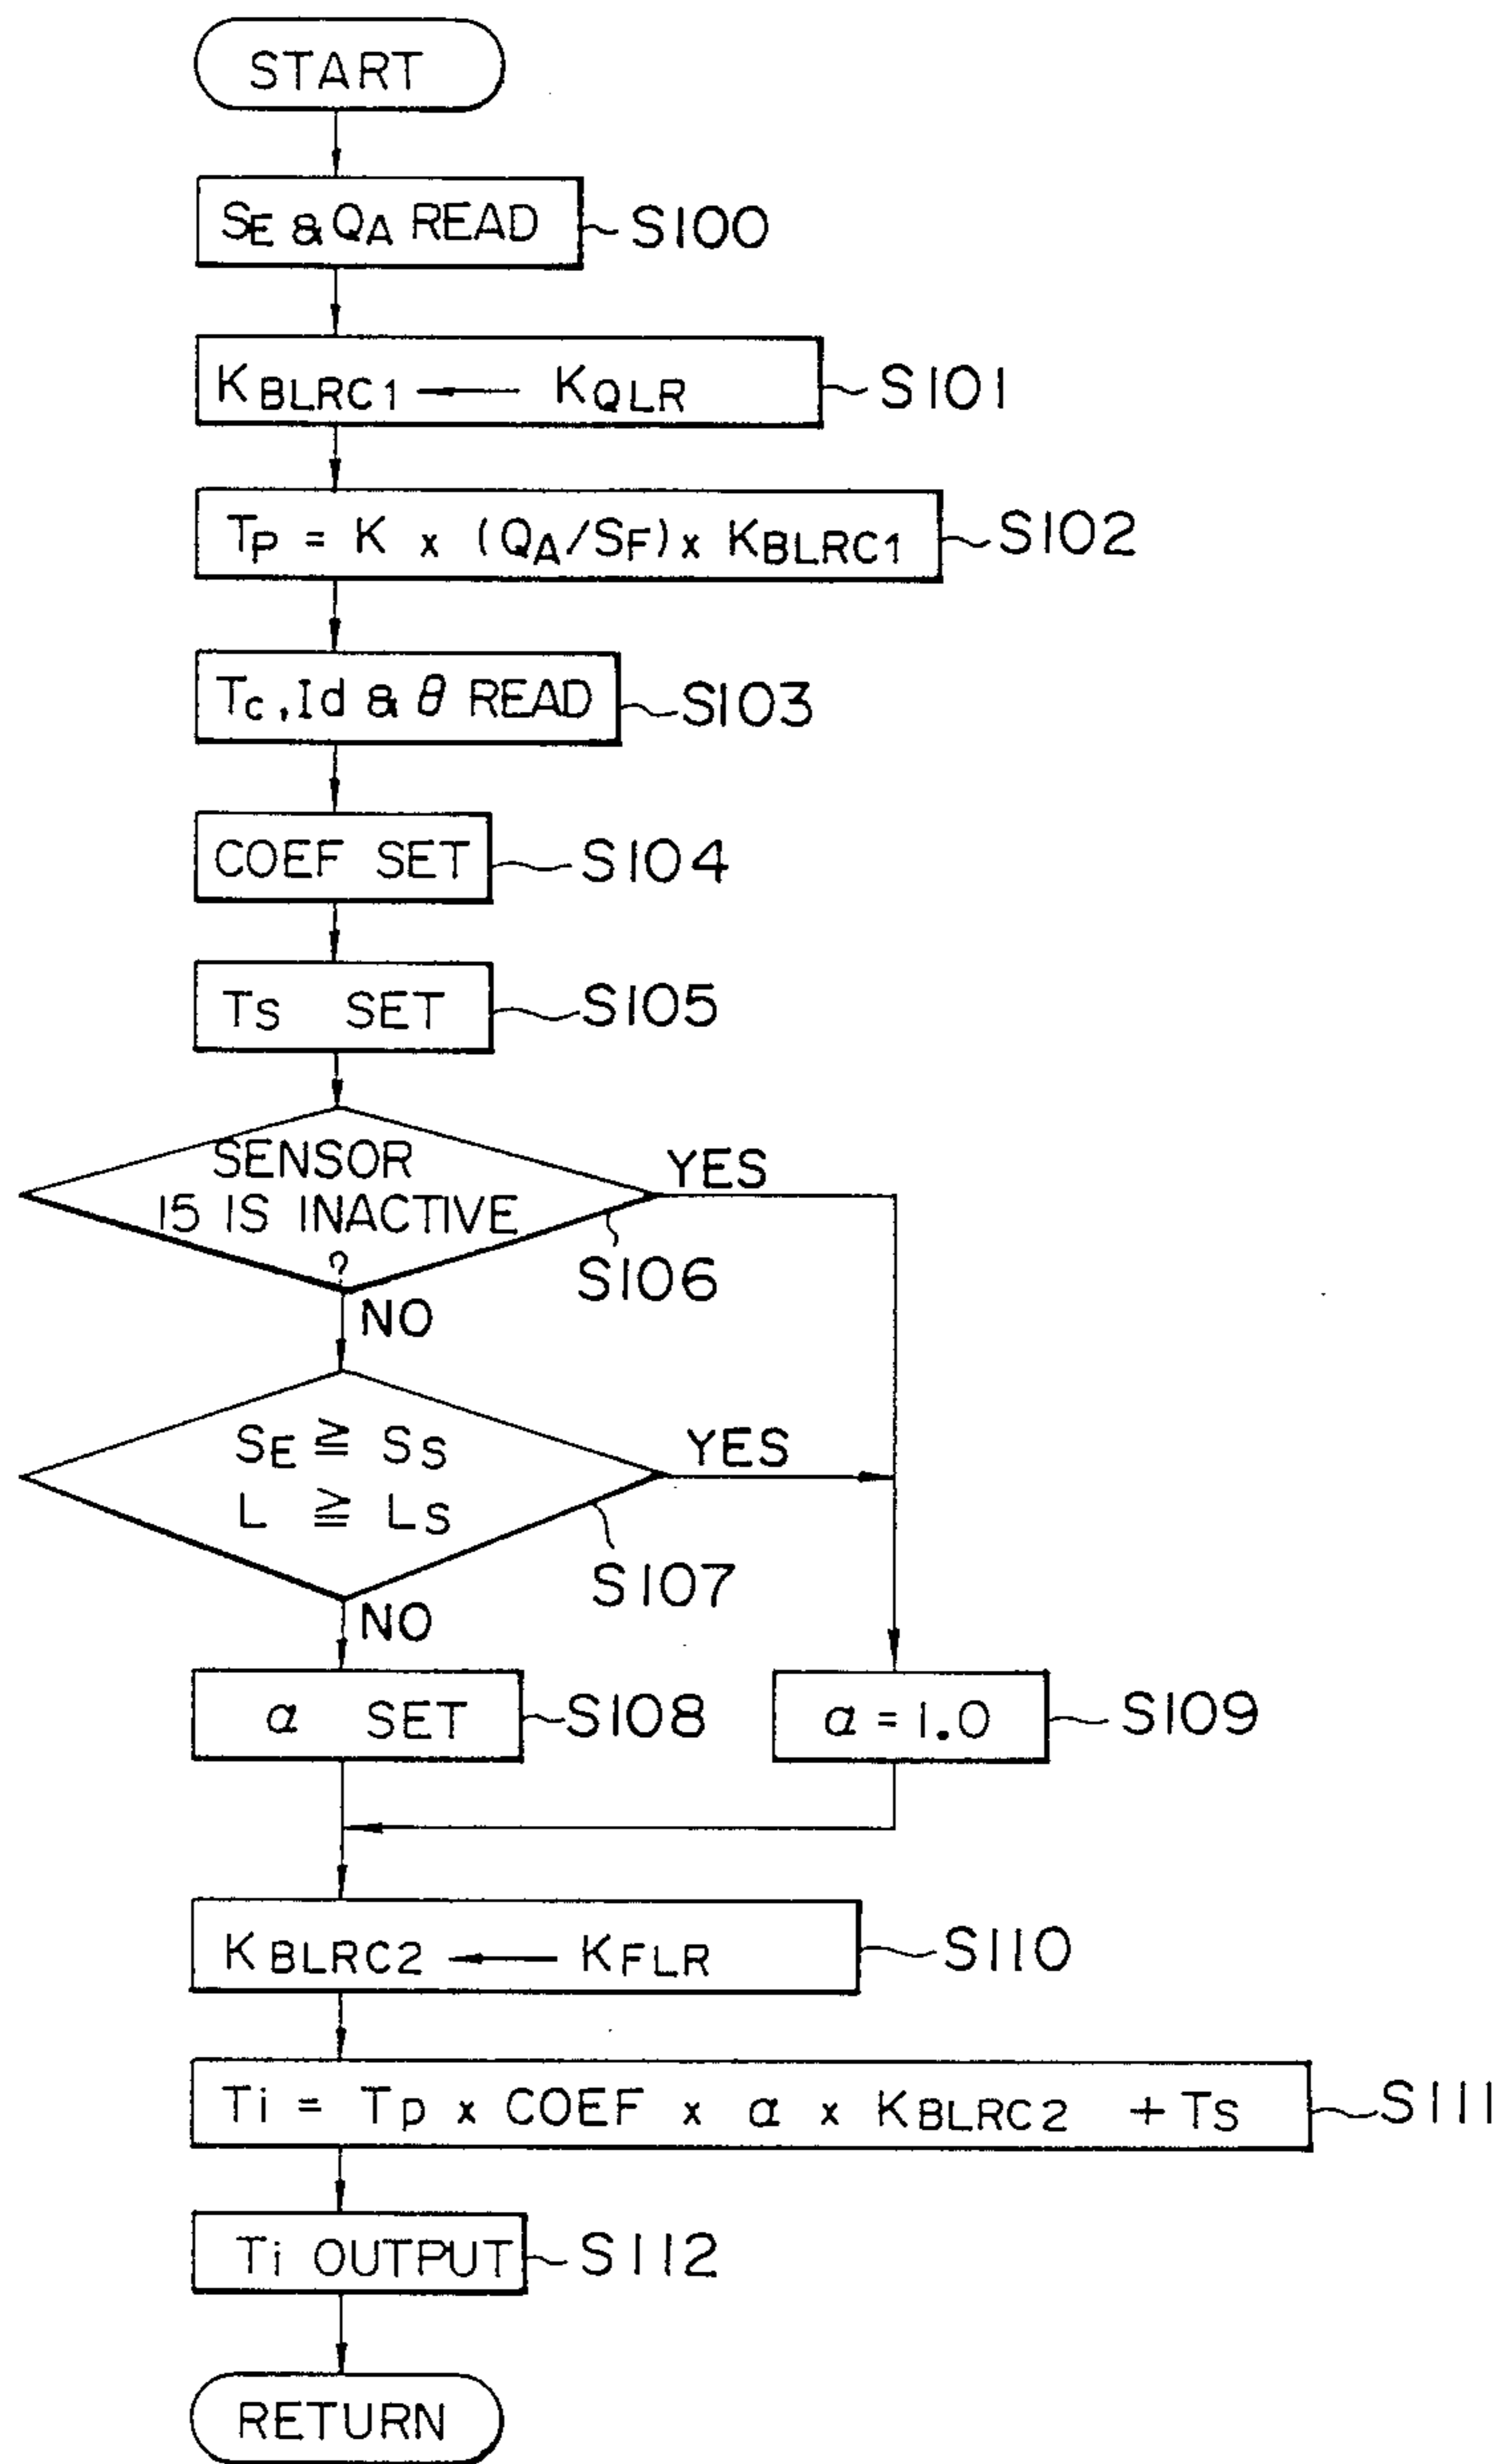 START
SE & QA READ
S100
KBLRC1 ← KQLR
S101
TP = K x (QA/SF) x KBLRC1
S102
Tc, Id & θ READ
S103
COEF SET
S104
TS SET
S105
SENSOR
15 IS INACTIVE
?
YES
S106
NO
SE ≧ SS
L ≧ LS
YES
S107
NO
α SET
S108
α = 1.0
S109
KBLRC2 ← KFLR
S110
Ti = Tp x COEF x α x KBLRC2 + TS
S111
Ti OUTPUT
S112
RETURN